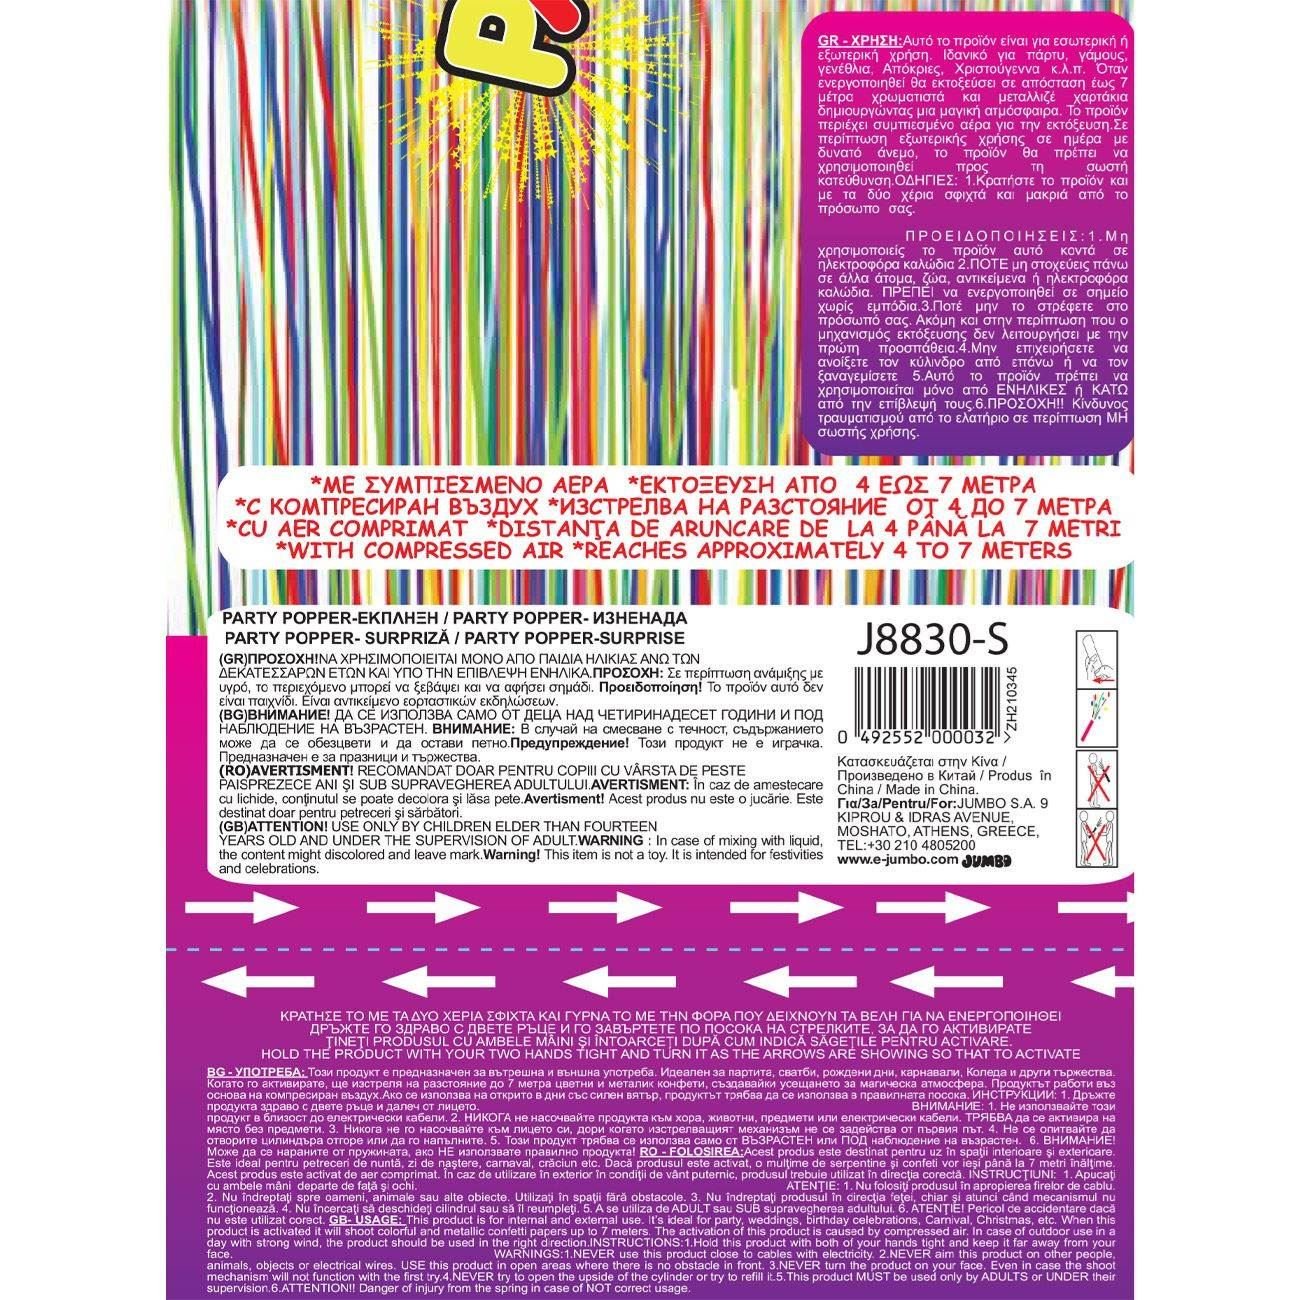 P
GR - ΧΡΗΣΗ:Αυτό το προϊόν είναι για εσωτερική ή
εξωτερική χρήση. Ιδανικό για πάρτυ, γάμους,
γενέθλια, Απόκριες, Χριστούγεννα κ.λ.π. Όταν
ενεργοποιηθεί θα εκτοξεύσει σε απόσταση έως 7
μέτρα χρωματιστά και μεταλλιζέ χαρτάκια
δημιουργώντας μια μαγική ατμόσφαιρα. Το προϊόν
περιέχει συμπιεσμένο αέρα για την εκτόξευση.Σε
περίπτωση εξωτερικής χρήσης σε ημέρα με
δυνατό άνεμο, το προϊόν θα πρέπει να
χρησιμοποιηθεί προς τη σωστή
κατεύθυνση.ΟΔΗΓΙΕΣ: 1.Κρατήστε το προϊόν και
με τα δύο χέρια σφιχτά και μακριά από το
πρόσωπο σας.
ΠΡΟΕΙΔΟΠΟΙΗΣΕΙΣ:1.Μη
χρησιμοποιείς το προϊόν αυτό κοντά σε
ηλεκτροφόρα καλώδια 2.ΠΟΤΕ μη στοχεύεις πάνω
σε άλλα άτομα, ζώα, αντικείμενα ή ηλεκτροφόρα
καλώδια. ΠΡΕΠΕΙ να ενεργοποιηθεί σε σημείο
χωρίς εμπόδια.3.Ποτέ μην το στρέφετε στο
πρόσωπό σας. Ακόμη και στην περίπτωση που ο
μηχανισμός εκτόξευσης δεν λειτουργήσει με την
πρώτη προσπάθεια.4.Μην επιχειρήσετε να
ανοίξετε τον κύλινδρο από επάνω ή να τον
ξαναγεμίσετε 5.Αυτό το προϊόν πρέπει να
χρησιμοποιείται μόνο από ΕΝΗΛΙΚΕΣ ή ΚΑΤΩ
από την επίβλεψή τους.6.ΠΡΟΣΟΧΗ!! Κίνδυνος
τραυματισμού από το ελατήριο σε περίπτωση ΜΗ
σωστής χρήσης.
*ΜΕ ΣΥΜΠΙΕΣΜΕΝΟ ΑΕΡΑ *ΕΚΤΟΞΕΥΣΗ ΑΠΟ 4 ΕΩΣ 7 ΜΕΤΡΑ
*С КОМПРЕСИРАН ВЪЗДУХ *ИЗСТРЕЛВА НА РАЗСТОЯНИЕ ОТ 4 ДО 7 МЕТРА
*CU AER COMPRIMAT *DISTANŢA DE ARUNCARE DE LA 4 PÂNĂ LA 7 METRI
*WITH COMPRESSED AIR *REACHES APPROXIMATELY 4 TO 7 METERS
PARTY POPPER-ΕΚΠΛΗΞΗ / PARTY POPPER- ИЗНЕНАДА
PARTY POPPER- SURPRIZĂ / PARTY POPPER-SURPRISE
(GR)ΠΡΟΣΟΧΗ!ΝΑ ΧΡΗΣΙΜΟΠΟΙΕΙΤΑΙ ΜΟΝΟ ΑΠΟ ΠΑΙΔΙΑ ΗΛΙΚΙΑΣ ΑΝΩ ΤΩΝ
ΔΕΚΑΤΕΣΣΑΡΩΝ ΕΤΩΝ ΚΑΙ ΥΠΟ ΤΗΝ ΕΠΙΒΛΕΨΗ ΕΝΗΛΙΚΑ.ΠΡΟΣΟΧΗ: Σε περίπτωση ανάμιξης με
υγρό, το περιεχόμενο μπορεί να ξεβάψει και να αφήσει σημάδι. Προειδοποίηση! Το προϊόν αυτό δεν
είναι παιχνίδι. Είναι αντικείμενο εορταστικών εκδηλώσεων.
(BG)ВНИМАНИЕ! ДА СЕ ИЗПОЛЗВА САМО ОТ ДЕЦА НАД ЧЕТИРИНАДЕСЕТ ГОДИНИ И ПОД
НАБЛЮДЕНИЕ НА ВЪЗРАСТЕН. ВНИМАНИЕ: В случай на смесване с течност, съдържанието
може да се обезцвети и да остави петно.Предупреждение! Този продукт не е играчка.
Предназначен е за празници и тържества.
(RO)AVERTISMENT! RECOMANDAT DOAR PENTRU COPIII CU VÂRSTA DE PESTE
PAISPREZECE ANI ŞI SUB SUPRAVEGHEREA ADULTULUI.AVERTISMENT: În caz de amestecare
cu lichide, conţinutul se poate decolora şi lăsa pete.Avertisment! Acest produs nu este o jucărie. Este
destinat doar pentru petreceri şi sărbători.
(GB)ATTENTION! USE ONLY BY CHILDREN ELDER THAN FOURTEEN
YEARS OLD AND UNDER THE SUPERVISION OF ADULT.WARNING : In case of mixing with liquid,
the content might discolored and leave mark.Warning! This item is not a toy. It is intended for festivities
and celebrations.
J8830-S
ZH210345
0 492552 000032 >
Κατασκευάζεται στην Κίνα /
Произведено в Китай / Produs în
China / Made in China.
Για/За/Pentru/For:JUMBO S.A. 9
KIPROU & IDRAS AVENUE,
MOSHATO, ATHENS, GREECE,
TEL:+30 210 4805200
www.e-jumbo.com JUMBO
ΚΡΑΤΗΣΕ ΤΟ ΜΕ ΤΑ ΔΥΟ ΧΕΡΙΑ ΣΦΙΧΤΑ ΚΑΙ ΓΥΡΝΑ ΤΟ ΜΕ ΤΗΝ ΦΟΡΑ ΠΟΥ ΔΕΙΧΝΟΥΝ ΤΑ ΒΕΛΗ ΓΙΑ ΝΑ ΕΝΕΡΓΟΠΟΙΗΘΕΙ
ДРЪЖТЕ ГО ЗДРАВО С ДВЕТЕ РЪЦЕ И ГО ЗАВЪРТЕТЕ ПО ПОСОКА НА СТРЕЛКИТЕ, ЗА ДА ГО АКТИВИРАТЕ
ŢINEŢI PRODUSUL CU AMBELE MÂINI ŞI ÎNTOARCEŢI DUPĂ CUM INDICĂ SĂGEŢILE PENTRU ACTIVARE.
HOLD THE PRODUCT WITH YOUR TWO HANDS TIGHT AND TURN IT AS THE ARROWS ARE SHOWING SO THAT TO ACTIVATE
BG - УПОТРЕБА: Този продукт е предназначен за вътрешна и външна употреба. Идеален за партита, сватби, рождени дни, карнавали, Коледа и други тържества.
Когато го активирате, ще изстреля на разстояние до 7 метра цветни и металик конфети, създавайки усещането за магическа атмосфера. Продуктът работи въз
основа на компресиран въздух.Ако се използва на открито в дни със силен вятър, продуктът трябва да се използва в правилната посока. ИНСТРУКЦИИ: 1. Дръжте
продукта здраво с двете ръце и далеч от лицето. ВНИМАНИЕ: 1. Не използвайте този
продукт в близост до електрически кабели. 2. НИКОГА не насочвайте продукта към хора, животни, предмети или електрически кабели. ТРЯБВА да се активира на
място без предмети. 3. Никога не го насочвайте към лицето си, дори когато изстрелващият механизъм не се задейства от първия път. 4. Не се опитвайте да
отворите цилиндъра отгоре или да го напълните. 5. Този продукт трябва се използва само от ВЪЗРАСТЕН или ПОД наблюдение на възрастен. 6. ВНИМАНИЕ!
Може да се нараните от пружината, ако НЕ използвате правилно продукта! RO - FOLOSIREA:Acest produs este destinat pentru uz în spaţii interioare şi exterioare.
Este ideal pentru petreceri de nuntă, zi de naştere, carnaval, crăciun etc. Dacă produsul este activat, o mulţime de serpentine şi confeti vor ieşi până la 7 metri înălţime.
Acest produs este activat de aer comprimat. În caz de utilizare în exterior în condiţii de vânt puternic, produsul trebuie utilizat în direcţia corectă. INSTRUCŢIUNI: 1. Apucaţi
cu ambele mâini departe de faţă şi ochi. ATENŢIE: 1. Nu folosiţi produsul în apropierea firelor de cablu.
2. Nu îndreptaţi spre oameni, animale sau alte obiecte. Utilizaţi în spaţii fără obstacole. 3. Nu îndreptaţi produsul în direcţia feţei, chiar şi atunci când mecanismul nu
funcţionează. 4. Nu încercaţi să deschideţi cilindrul sau să îl reumpleţi. 5. A se utiliza de ADULT sau SUB supravegherea adultului. 6. ATENŢIE! Pericol de accidentare dacă
nu este utilizat corect. GB- USAGE: This product is for internal and external use. It's ideal for party, weddings, birthday celebrations, Carnival, Christmas, etc. When this
product is activated it will shoot colorful and metallic confetti papers up to 7 meters. The activation of this product is caused by compressed air. In case of outdoor use in a
day with strong wind, the product should be used in the right direction.INSTRUCTIONS:1.Hold this product with both of your hands tight and keep it far away from your
face. WARNINGS:1.NEVER use this product close to cables with electricity. 2.NEVER aim this product on other people,
animals, objects or electrical wires. USE this product in open areas where there is no obstacle in front. 3.NEVER turn the product on your face. Even in case the shoot
mechanism will not function with the first try.4.NEVER try to open the upside of the cylinder or try to refill it.5.This product MUST be used only by ADULTS or UNDER their
supervision.6.ATTENTION!! Danger of injury from the spring in case of NOT correct usage.